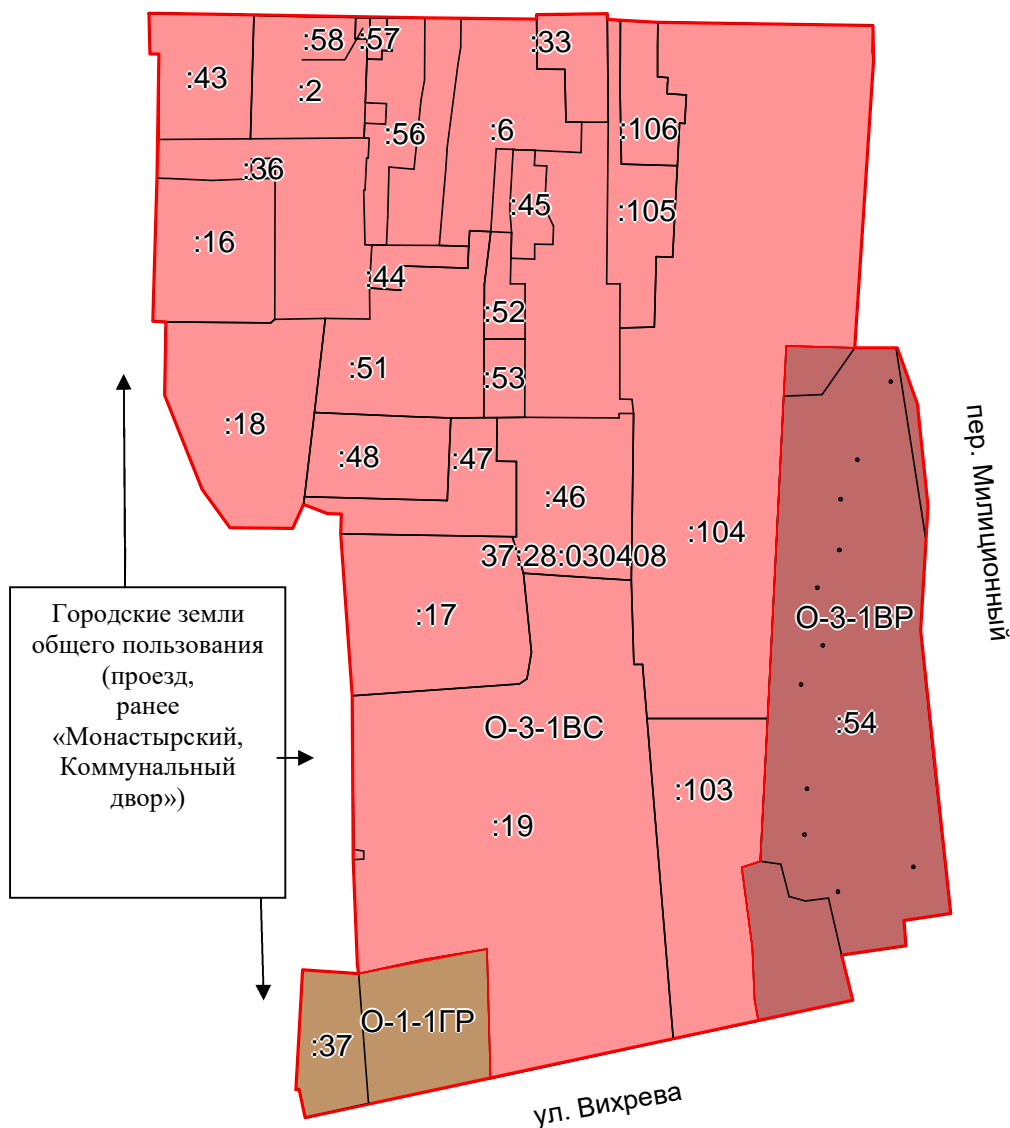 :58
:57
:33
:43
:2
:56
:6
:106
:36
:45
:105
:16
:44
:52
:51
:53
:18
:48
:47
:46
:104
37:28:030408
пер. Милиционный
Городские земли
общего пользования
(проезд,
ранее
«Монастырский,
Коммунальный
двор»)
:17
О-3-1ВР
:54
О-3-1ВС
:103
:19
О-1-1ГР
:37
ул. Вихрева